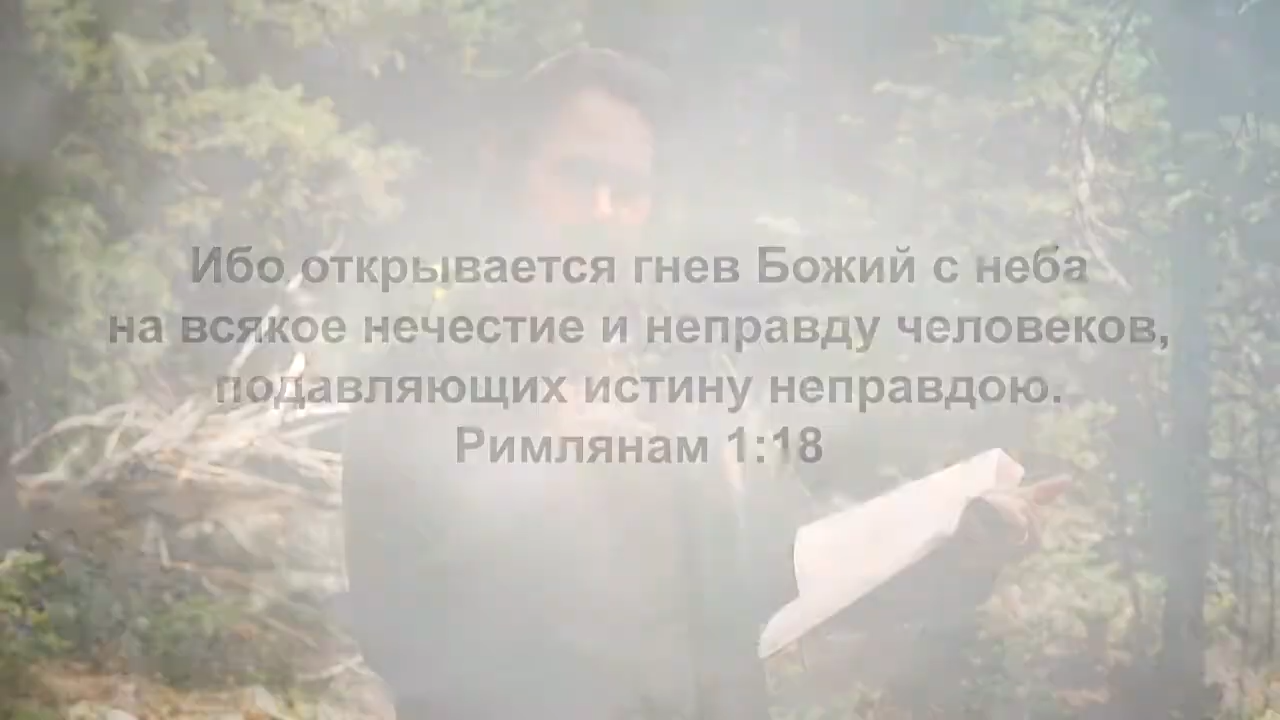 Ибо открывается гнев Божий с неба
на всякое нечестие и неправду человеков,
подавляющих истину неправдою.
Римлянам 1:18